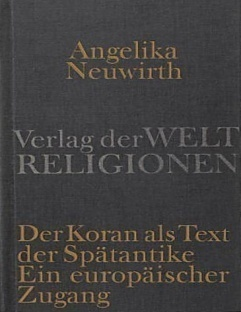 Angelika
Neuwirth
Verlag der WELT
RELIGIONEN
Der Koran als Text
der Spätantike
Ein europäischer
Zugang